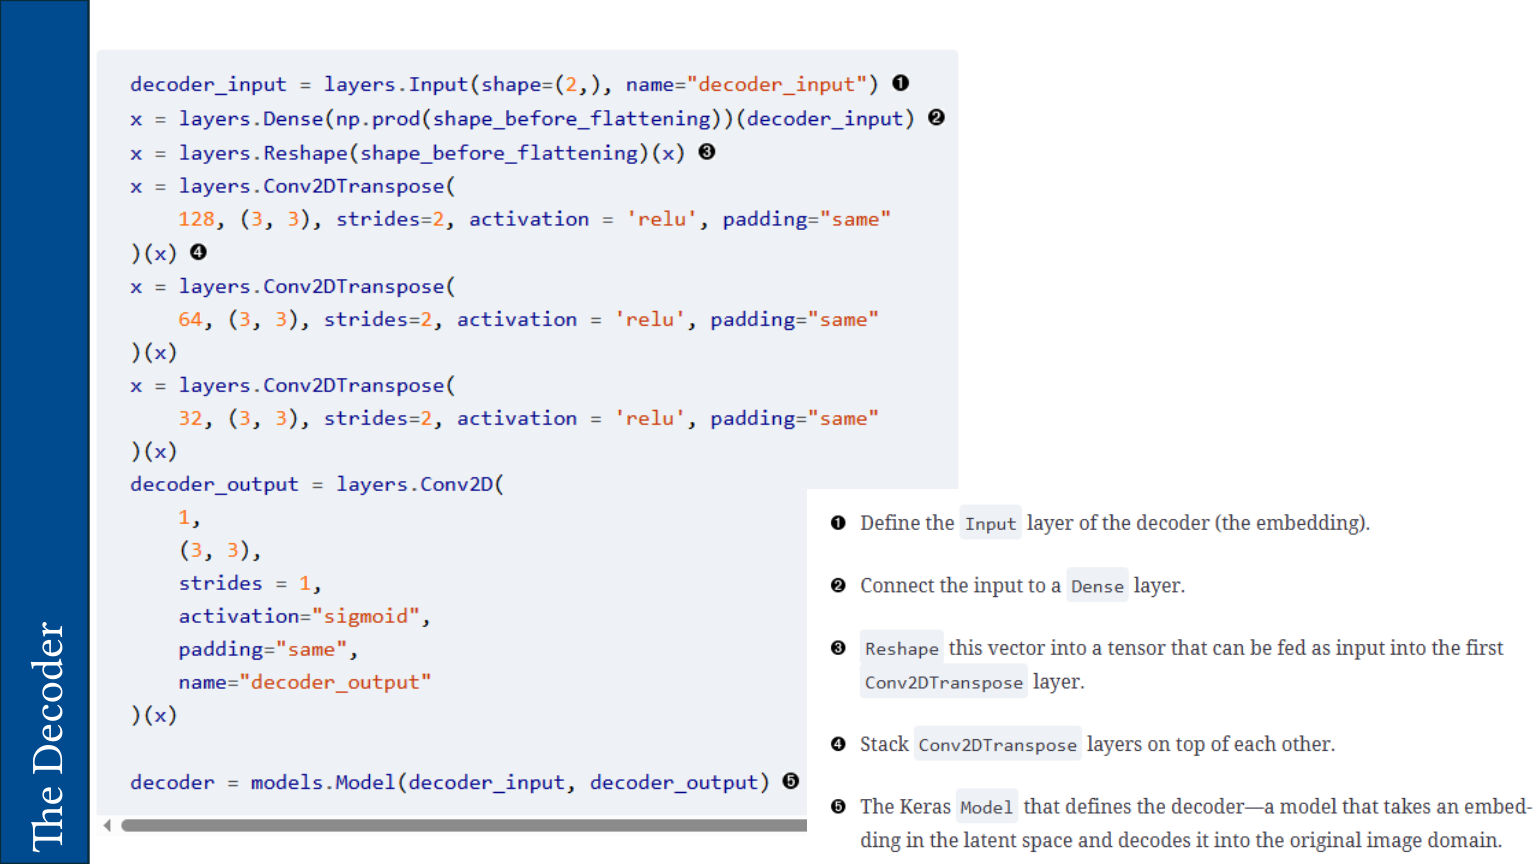 The Decoder
decoder_input = layers.Input(shape=(2,), name="decoder_input") ❶
x = layers.Dense(np.prod(shape_before_flattening))(decoder_input) ❷
x = layers.Reshape(shape_before_flattening)(x) ❸
x = layers.Conv2DTranspose(
    128, (3, 3), strides=2, activation = 'relu', padding="same"
)(x) ❹
x = layers.Conv2DTranspose(
    64, (3, 3), strides=2, activation = 'relu', padding="same"
)(x)
x = layers.Conv2DTranspose(
    32, (3, 3), strides=2, activation = 'relu', padding="same"
)(x)
decoder_output = layers.Conv2D(
    1,
    (3, 3),
    strides = 1,
    activation="sigmoid",
    padding="same",
    name="decoder_output"
)(x)
decoder = models.Model(decoder_input, decoder_output) ❺
❶ Define the Input layer of the decoder (the embedding).
❷ Connect the input to a Dense layer.
❸ Reshape this vector into a tensor that can be fed as input into the first
Conv2DTranspose layer.
❹ Stack Conv2DTranspose layers on top of each other.
❺ The Keras Model that defines the decoder—a model that takes an embed-
ding in the latent space and decodes it into the original image domain.